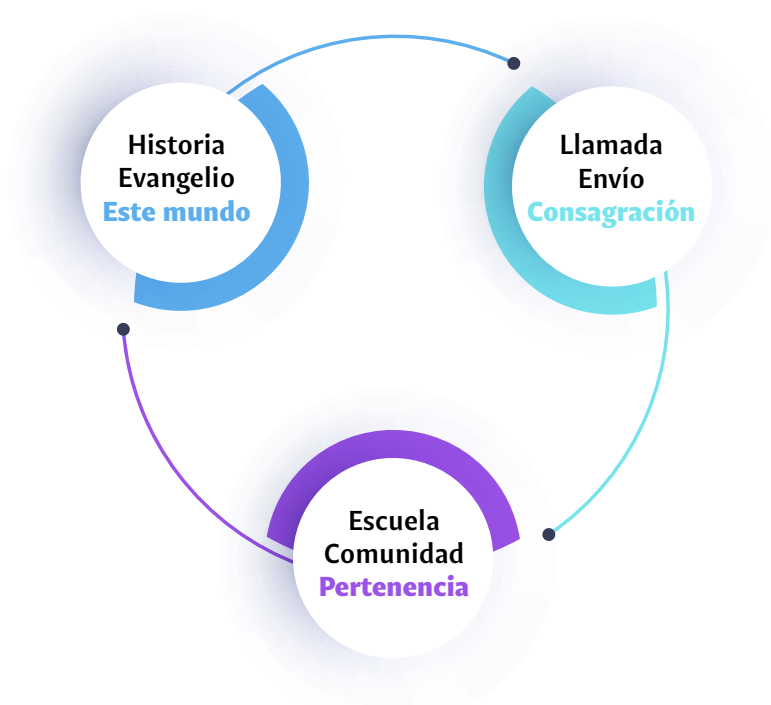 Historia
Evangelio
Este mundo
Llamada
Envío
Consagración
Escuela
Comunidad
Pertenencia